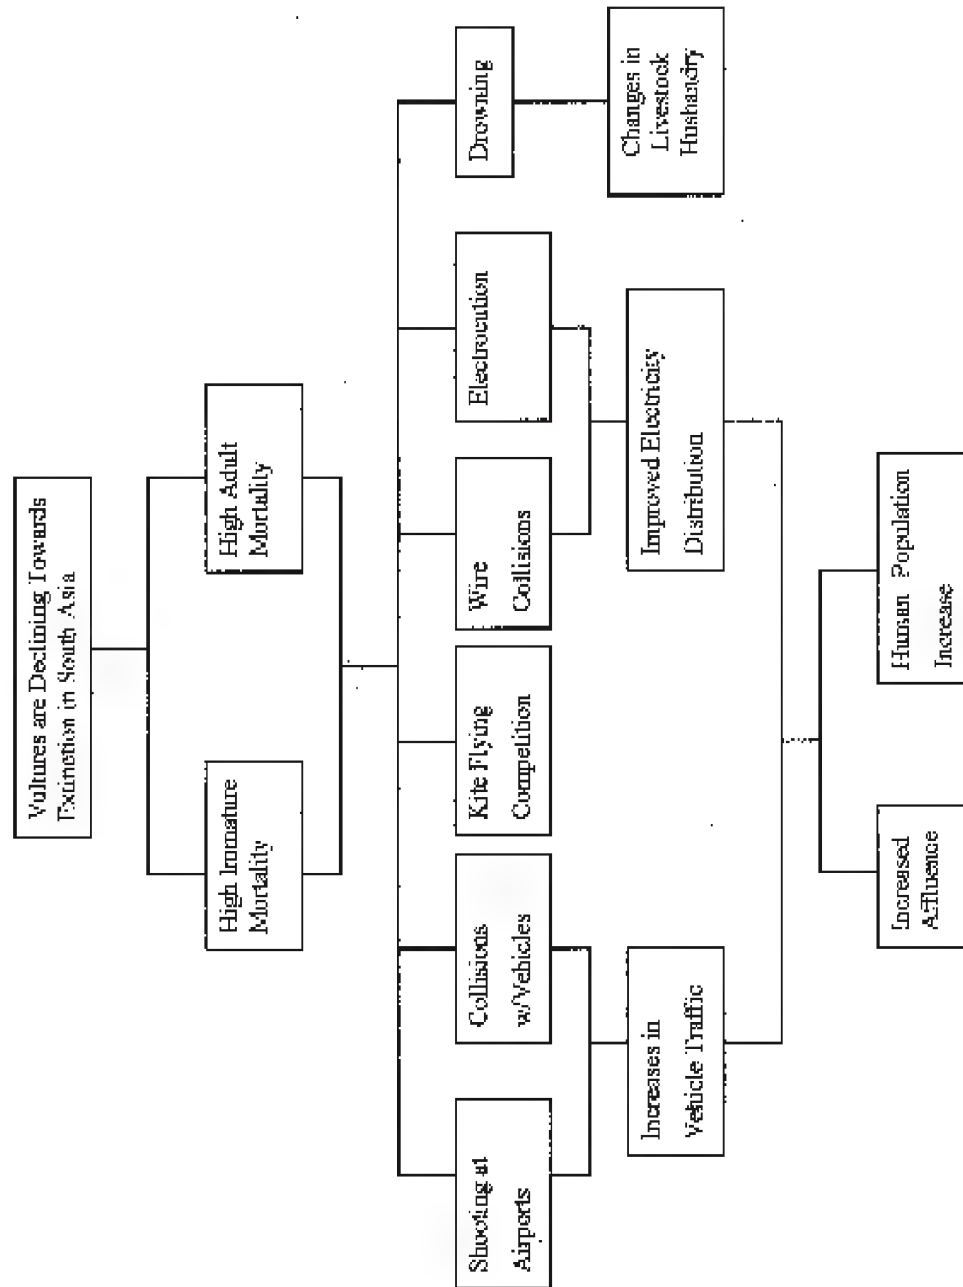 Vultures are Declining Towards
Extinction in South Asia
High Immature
Mortality
High Adult
Mortality
Shooting at
Airports
Collisions
w/Vehicles
Kite Flying
Competition
Wire
Collisions
Electrocution
Drowning
Increases in
Vehicle Traffic
Improved Electricity
Distribution
Changes in
Livestock
Husbandry
Increased
Affluence
Human Population
Increase